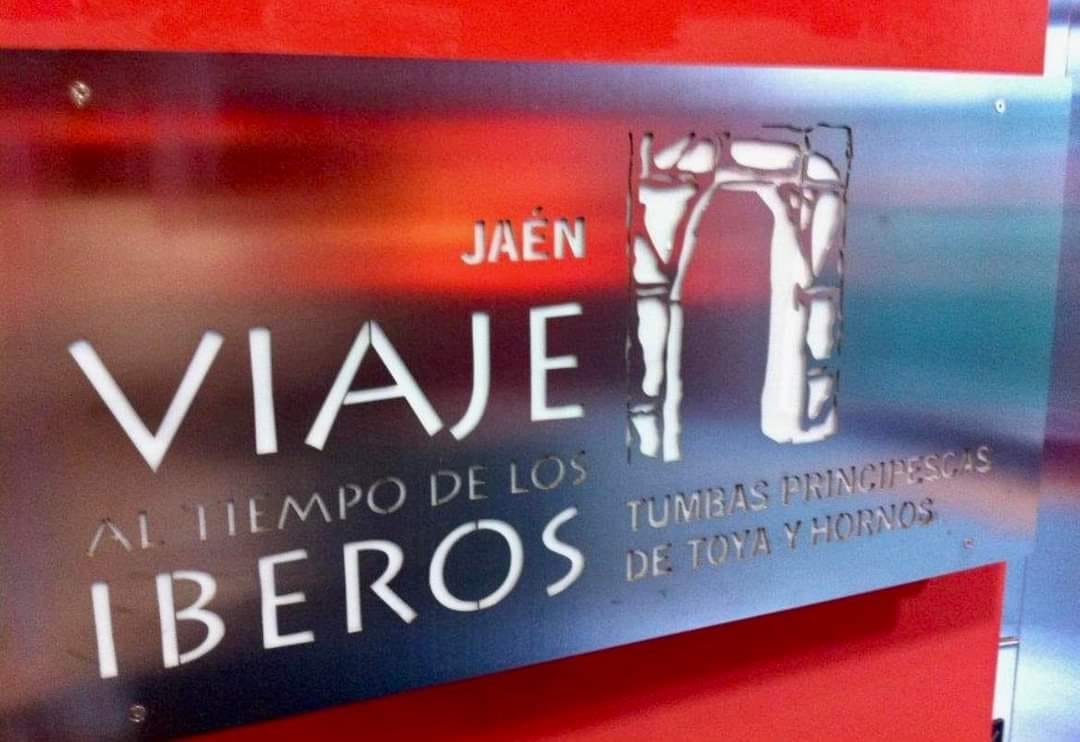 JAÉN
VIAJE
AL TIEMPO DE LOS
IBEROS
TUMBAS PRINCIPESCAS
DE TOYA Y HORNOS